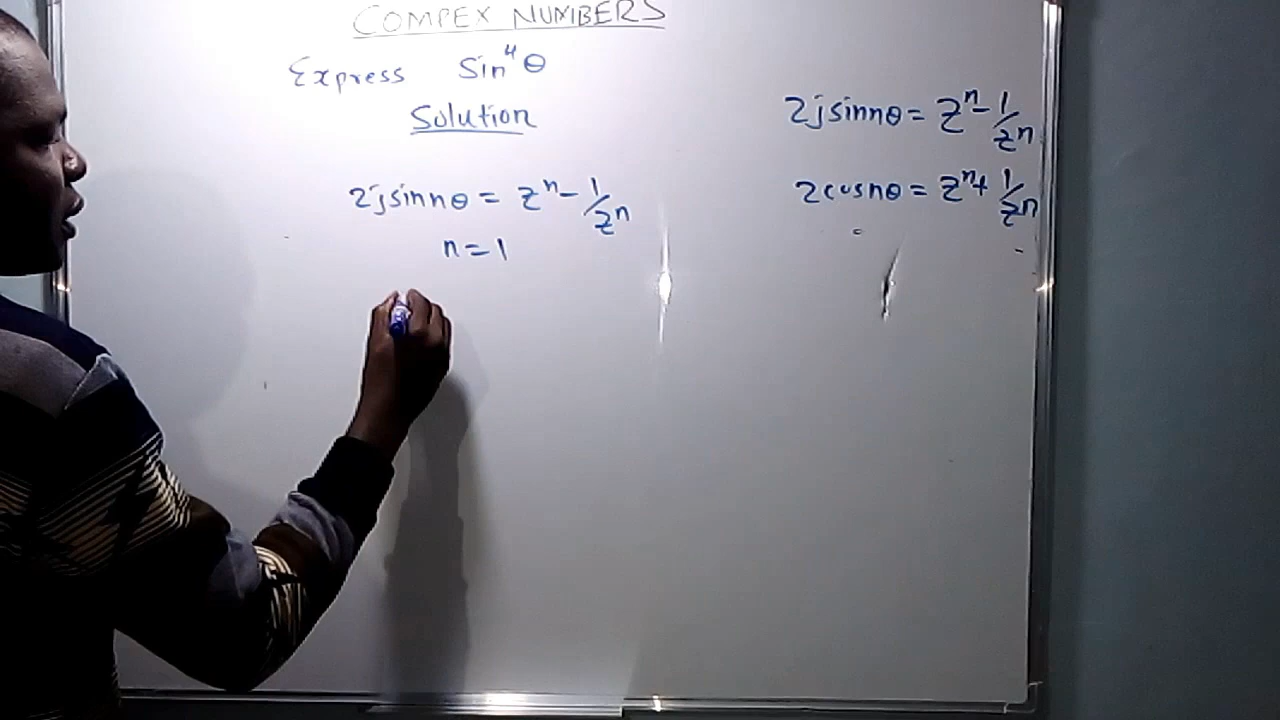 COMPEX NUMBERS
Express Sin⁴θ
Solution
2jsinnθ = zⁿ - 1/zⁿ
n=1
2jsinnθ = zⁿ - 1/zⁿ
2cosnθ = zⁿ + 1/zⁿ